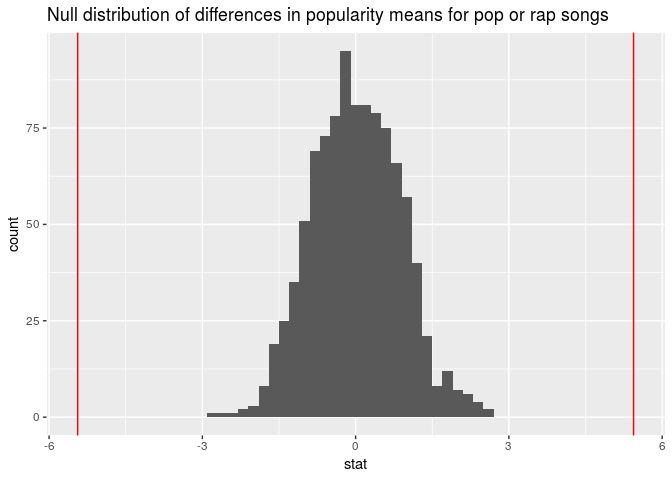 Null distribution of differences in popularity means for pop or rap songs
count
75
50
25
0
-6 -3 0 3 6
stat